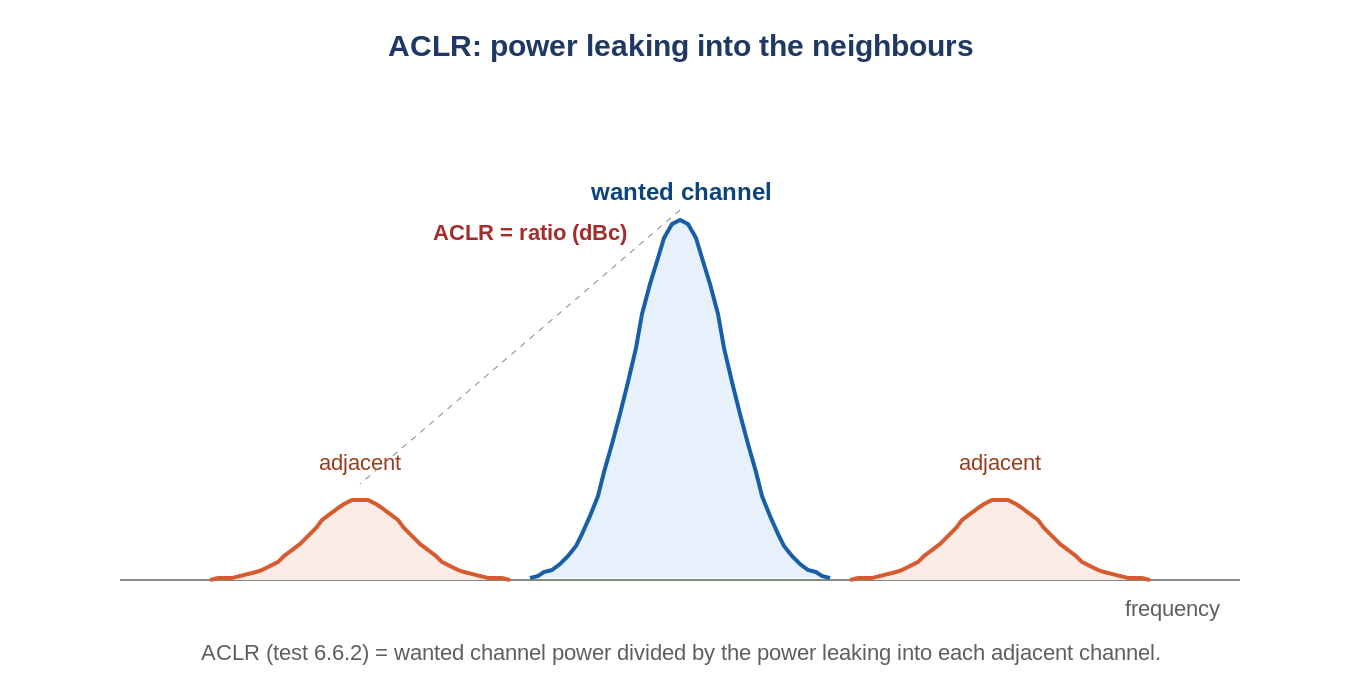 ACLR: power leaking into the neighbours
wanted channel
ACLR = ratio (dBc)
adjacent
adjacent
frequency
ACLR (test 6.6.2) = wanted channel power divided by the power leaking into each adjacent channel.